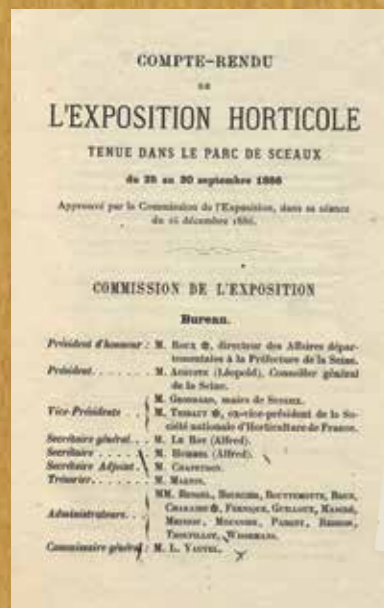 COMPTE-RENDU
DE
L'EXPOSITION HORTICOLE
TENUE DANS LE PARC DE SCEAUX
du 25 au 30 septembre 1886
Approuvé par la Commission de l'Exposition, dans sa séance
du 16 décembre 1886.
COMMISSION DE L'EXPOSITION
Bureau.
Président d'honneur : M. Roux, directeur des Affaires dépar-
tementales à la Préfecture de la Seine.
Président. . . . . . . M. (Léopold), Conseiller général
de la Seine.
Vice-Présidents . . M. maire de Sceaux.
M. Thibaut, ex-vice-président de la So-
ciété nationale d'Horticulture de France.
Secrétaire général. . . M. Le Roy (Alfred).
Secrétaire . . . . . M. (Alfred).
Secrétaire Adjoint. M.
Trésorier. . . . . . . M.
Administrateurs. . . MM.
Commissaire général : M. L. Vautel.